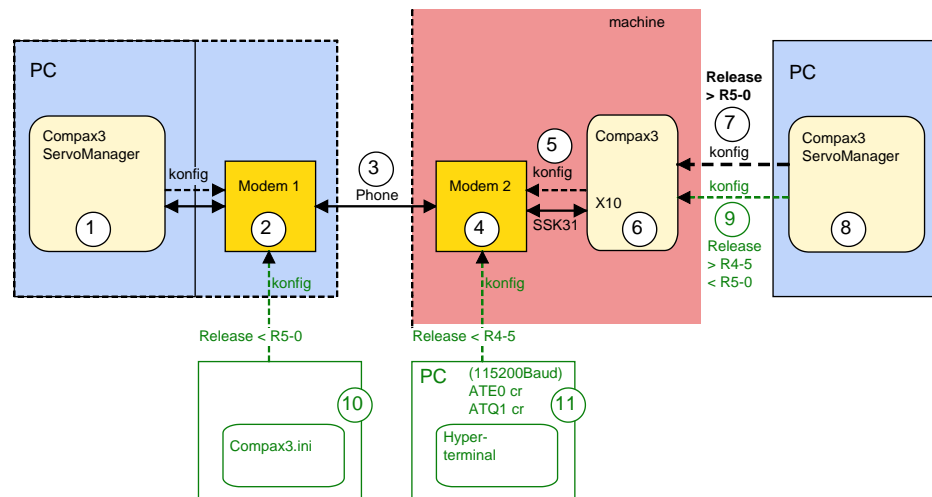 machine
PC
Compax3
ServoManager
konfig
1
Modem 1
2
3
Phone
Modem 2
4
5
konfig
SSK31
Compax3
X10
6
Release
> R5-0
7
konfig
konfig
9
Release
> R4-5
< R5-0
PC
Compax3
ServoManager
8
konfig
Release < R5-0
10
Compax3.ini
konfig
Release < R4-5
PC
(115200Baud)
ATE0 cr
ATQ1 cr
11
Hyper-
terminal